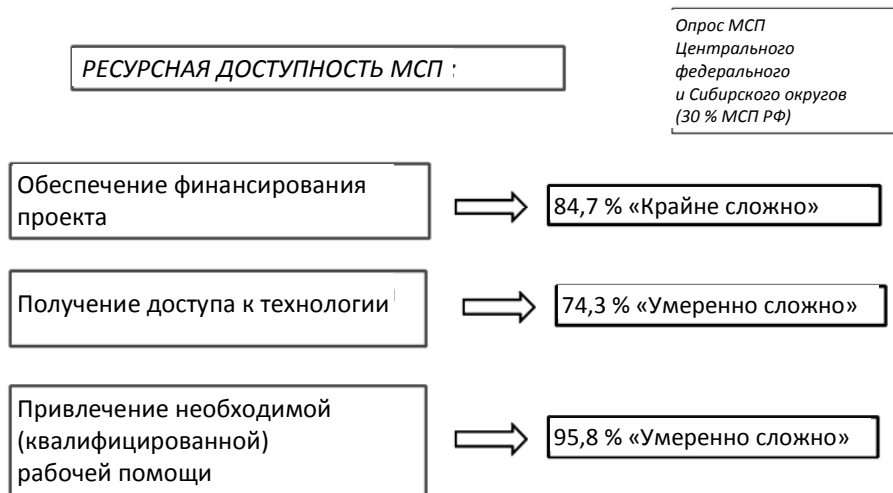 РЕСУРСНАЯ ДОСТУПНОСТЬ МСП :
Опрос МСП
Центрального
федерального
и Сибирского округов
(30 % МСП РФ)
Обеспечение финансирования
проекта
84,7 % «Крайне сложно»
Получение доступа к технологии
74,3 % «Умеренно сложно»
Привлечение необходимой
(квалифицированной)
рабочей помощи
95,8 % «Умеренно сложно»